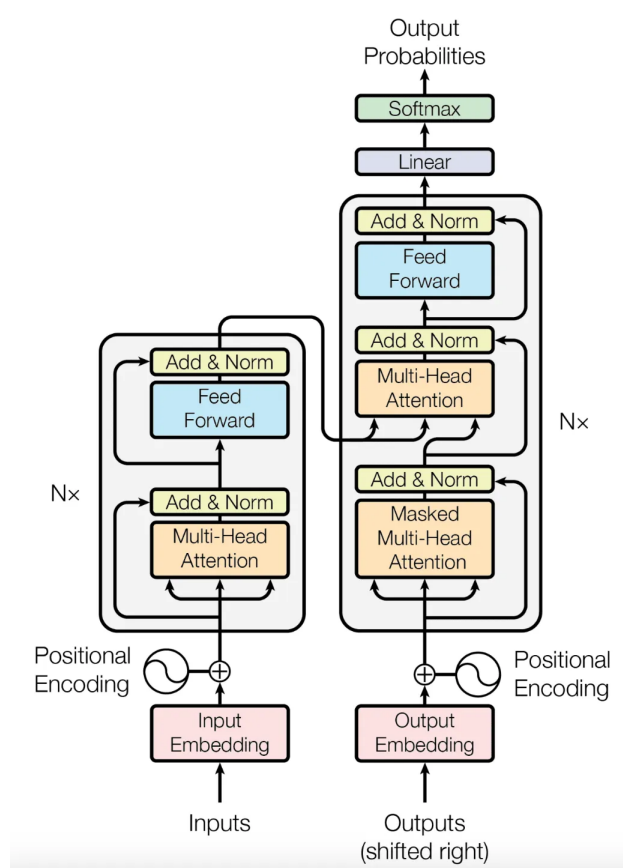 Output
Probabilities
Softmax
Linear
Add & Norm
Feed
Forward
Add & Norm
Multi-Head
Attention
Nx
Add & Norm
Masked
Multi-Head
Attention
Positional
Encoding
Output
Embedding
Outputs
(shifted right)
Add & Norm
Feed
Forward
Nx
Add & Norm
Multi-Head
Attention
Positional
Encoding
Input
Embedding
Inputs